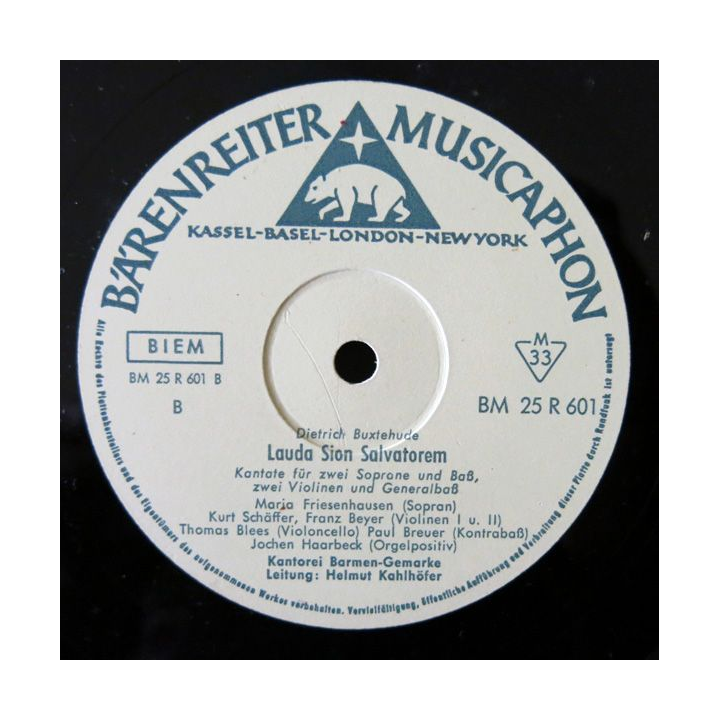 BÄRENREITER MUSICAPHON
KASSEL-BASEL-LONDON-NEW YORK
BIEM
M
33
BM 25 R 601 B
B
BM 25 R 601
Dietrich Buxtehude
Lauda Sion Salvatorem
Kantate für zwei Soprane und Baß,
zwei Violinen und Generalbaß
Maria Friesenhausen (Sopran)
Kurt Schäffer, Franz Beyer (Violinen I u. II)
Thomas Blees (Violoncello) Paul Breuer (Kontrabaß)
Jochen Haarbeck (Orgelpositiv)
Kantorei Barmen-Gemarke
Leitung: Helmut Kahlhöfer
Alle Rechte des Plattenherstellers und des Eigentümers des aufgenommenen Werkes vorbehalten. Vervielfältigung, öffentliche Aufführung und Verbreitung dieser Platte durch Rundfunk ist untersagt